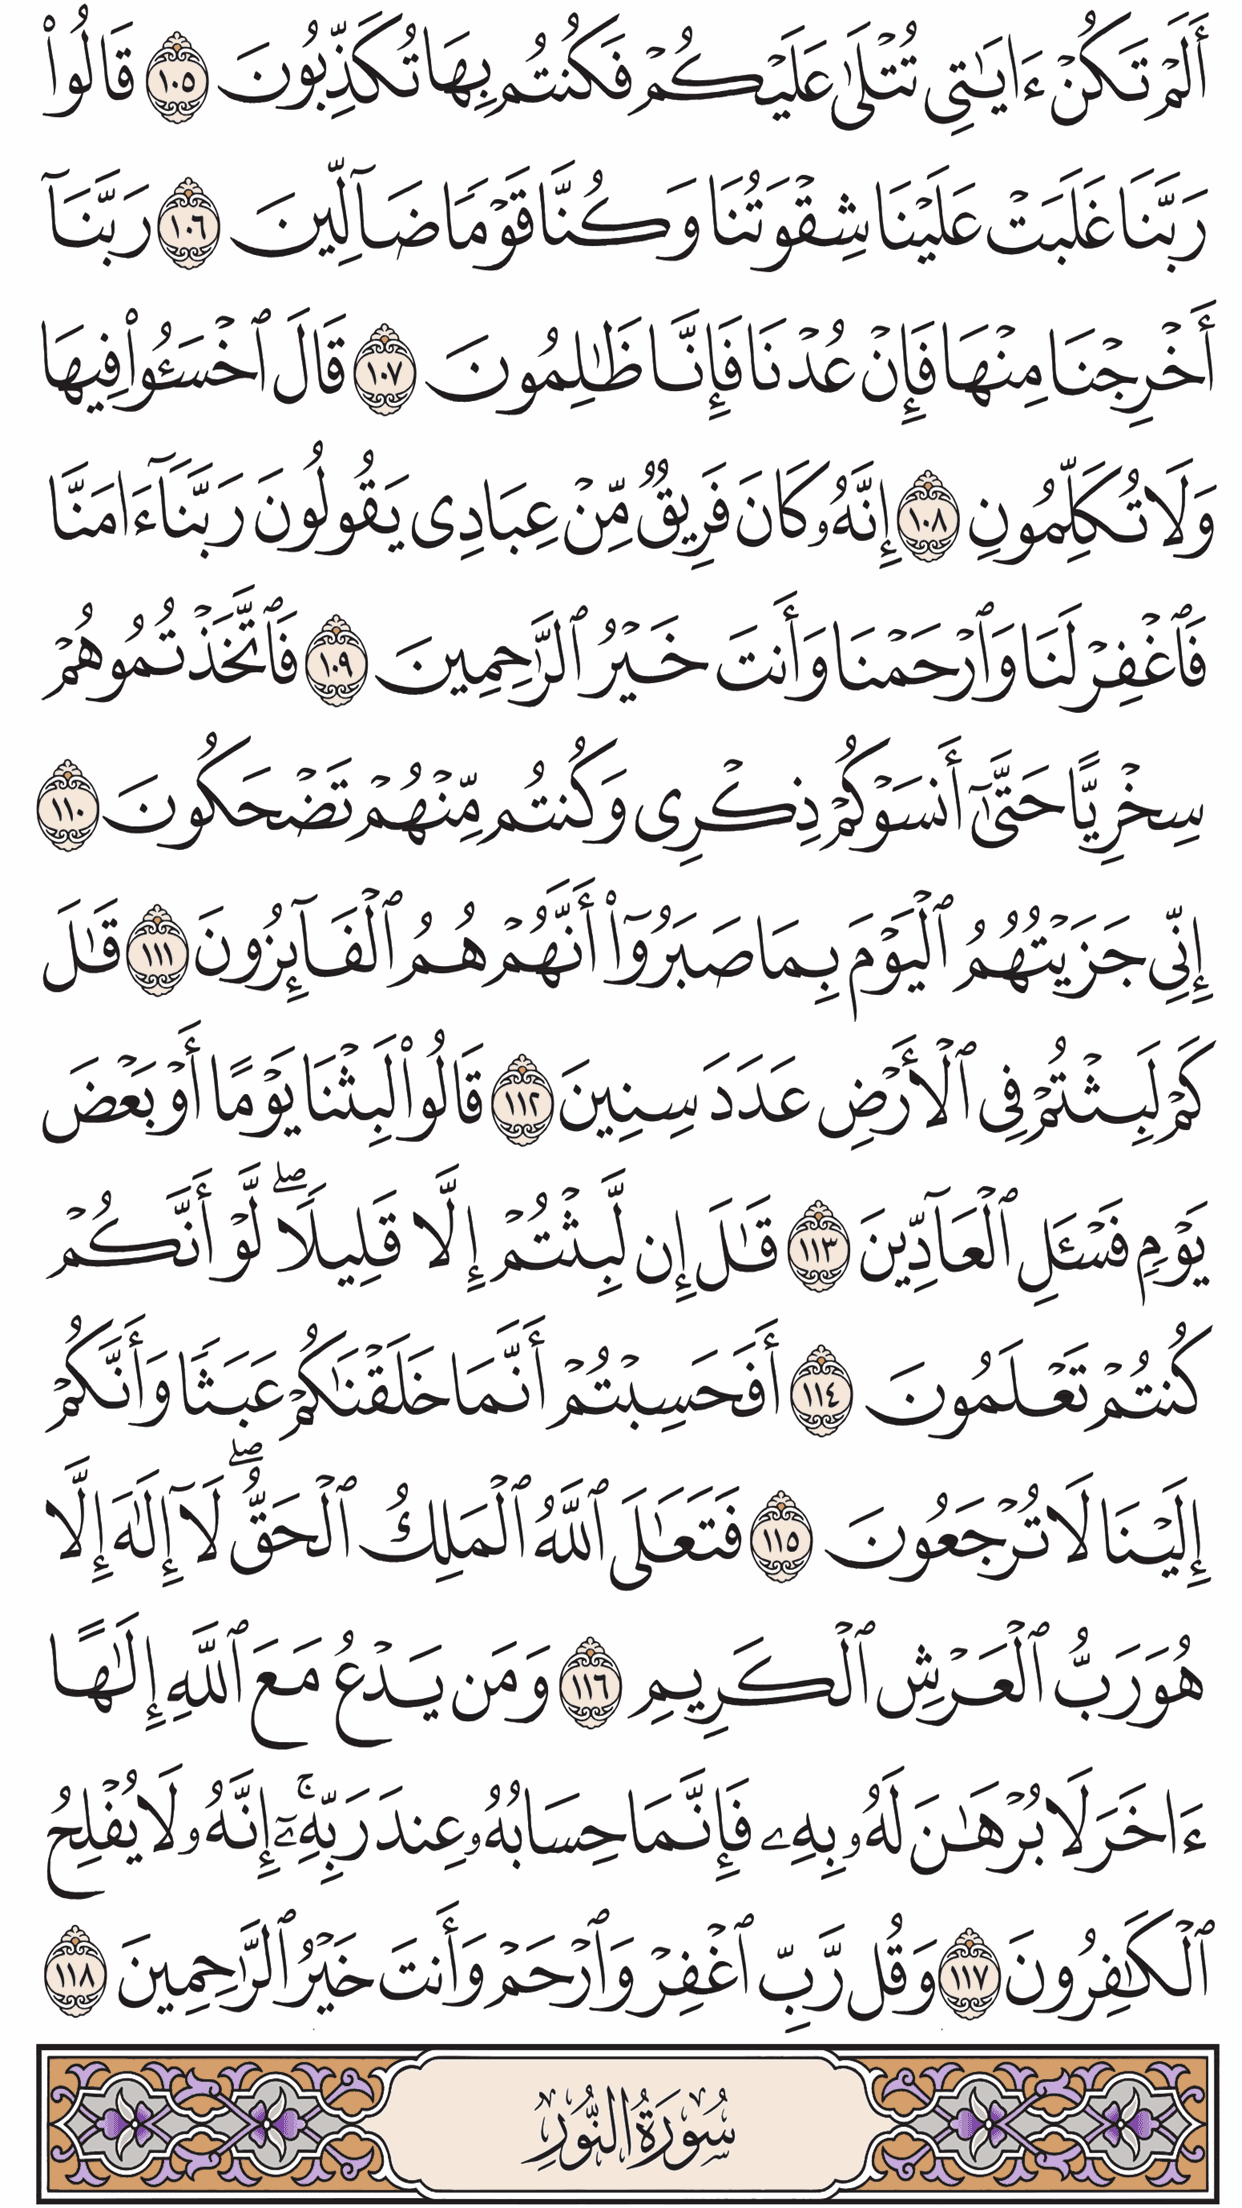 أَلَمْ تَكُنْ ءَايَٰتِى تُتْلَىٰ عَلَيْكُمْ فَكُنتُم بِهَا تُكَذِّبُونَ ١٠٥ قَالُوا۟
رَبَّنَا غَلَبَتْ عَلَيْنَا شِقْوَتُنَا وَكُنَّا قَوْمًا ضَآلِّينَ ١٠٦ رَبَّنَآ
أَخْرِجْنَا مِنْهَا فَإِنْ عُدْنَا فَإِنَّا ظَٰلِمُونَ ١٠٧ قَالَ ٱخْسَـُٔوا۟ فِيهَا
وَلَا تُكَلِّمُونِ ١٠٨ إِنَّهُۥ كَانَ فَرِيقٌ مِّنْ عِبَادِى يَقُولُونَ رَبَّنَآ ءَامَنَّا
فَٱغْفِرْ لَنَا وَٱرْحَمْنَا وَأَنتَ خَيْرُ ٱلرَّٰحِمِينَ ١٠٩ فَٱتَّخَذْتُمُوهُمْ
سِخْرِيًّا حَتَّىٰٓ أَنسَوْكُمْ ذِكْرِى وَكُنتُم مِّنْهُمْ تَضْحَكُونَ ١١٠
إِنِّى جَزَيْتُهُمُ ٱلْيَوْمَ بِمَا صَبَرُوٓا۟ أَنَّهُمْ هُمُ ٱلْفَآئِزُونَ ١١١ قَٰلَ
كَمْ لَبِثْتُمْ فِى ٱلْأَرْضِ عَدَدَ سِنِينَ ١١٢ قَالُوا۟ لَبِثْنَا يَوْمًا أَوْ بَعْضَ
يَوْمٍ فَسْـَٔلِ ٱلْعَآدِّينَ ١١٣ قَٰلَ إِن لَّبِثْتُمْ إِلَّا قَلِيلًا ۖ لَّوْ أَنَّكُمْ
كُنتُمْ تَعْلَمُونَ ١١٤ أَفَحَسِبْتُمْ أَنَّمَا خَلَقْنَٰكُمْ عَبَثًا وَأَنَّكُمْ
إِلَيْنَا لَا تُرْجَعُونَ ١١٥ فَتَعَٰلَى ٱللَّهُ ٱلْمَلِكُ ٱلْحَقُّ ۖ لَآ إِلَٰهَ إِلَّا
هُوَ رَبُّ ٱلْعَرْشِ ٱلْكَرِيمِ ١١٦ وَمَن يَدْعُ مَعَ ٱللَّهِ إِلَٰهًا
ءَاخَرَ لَا بُرْهَٰنَ لَهُۥ بِهِۦ فَإِنَّمَا حِسَابُهُۥ عِندَ رَبِّهِۦٓ ۚ إِنَّهُۥ لَا يُفْلِحُ
ٱلْكَٰفِرُونَ ١١٧ وَقُل رَّبِّ ٱغْفِرْ وَٱرْحَمْ وَأَنتَ خَيْرُ ٱلرَّٰحِمِينَ ١١٨
سُورَةُ النُّورِ